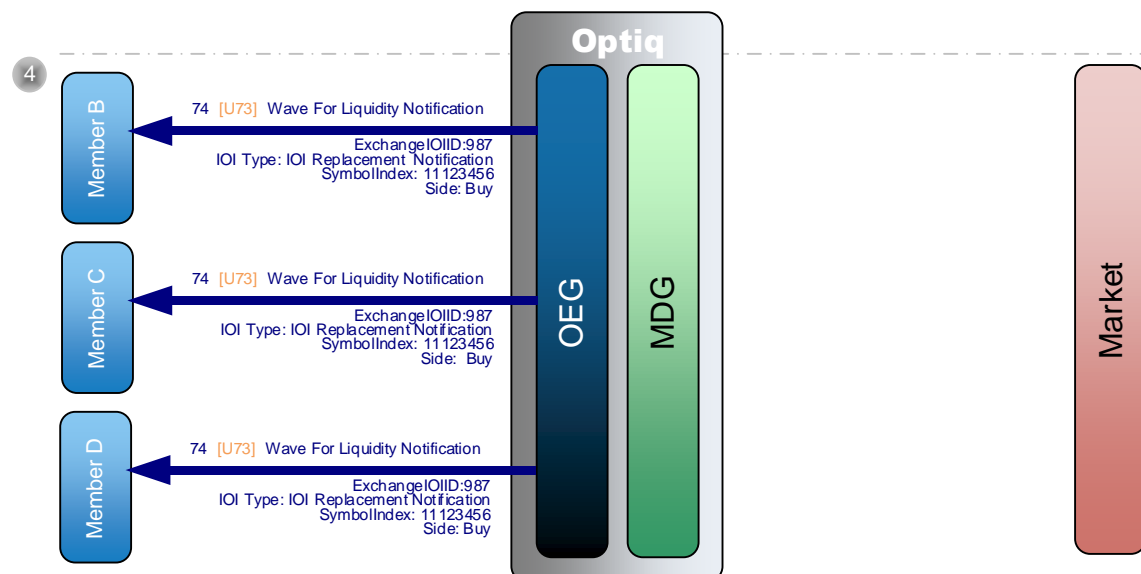 Optiq
4
Member B
74 [U73] Wave For Liquidity Notification
ExchangeIOIID:987
IOI Type: IOI Replacement Notification
SymbolIndex: 11123456
Side: Buy
Member C
74 [U73] Wave For Liquidity Notification
ExchangeIOIID:987
IOI Type: IOI Replacement Notification
SymbolIndex: 11123456
Side: Buy
Member D
74 [U73] Wave For Liquidity Notification
ExchangeIOIID:987
IOI Type: IOI Replacement Notification
SymbolIndex: 11123456
Side: Buy
OEG
MDG
Market